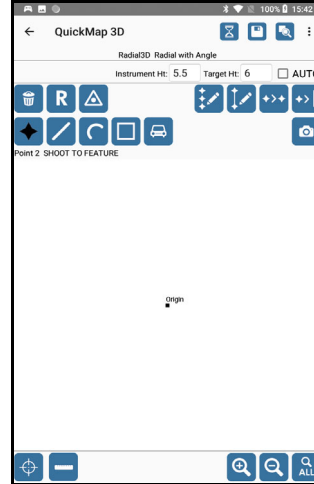 100% 15:42
QuickMap 3D
Radial3D Radial with Angle
Instrument Ht: 5.5 Target Ht: 6 AUTO
R
Point 2 SHOOT TO FEATURE
Origin
ALL